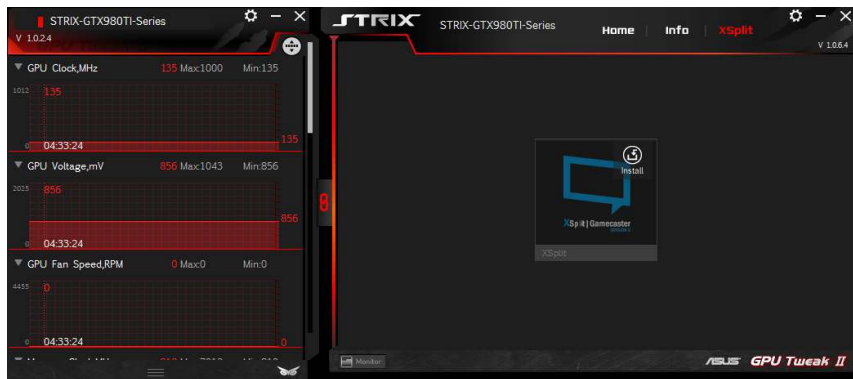 STRIX-GTX980TI-Series
V 1.0.2.4
GPU Clock,MHz 135 Max:1000 Min:135
1012 135
135
0 04:33:24
GPU Voltage,mV 856 Max:1043 Min:856
2025 856
856
0 04:33:24
GPU Fan Speed,RPM 0 Max:0 Min:0
4455 0
0 04:33:24 0
STRIX STRIX-GTX980TI-Series Home Info XSplit
V 1.0.6.4
Install
XSplit | Gamecaster
XSplit
Monitor
ASUS GPU Tweak II